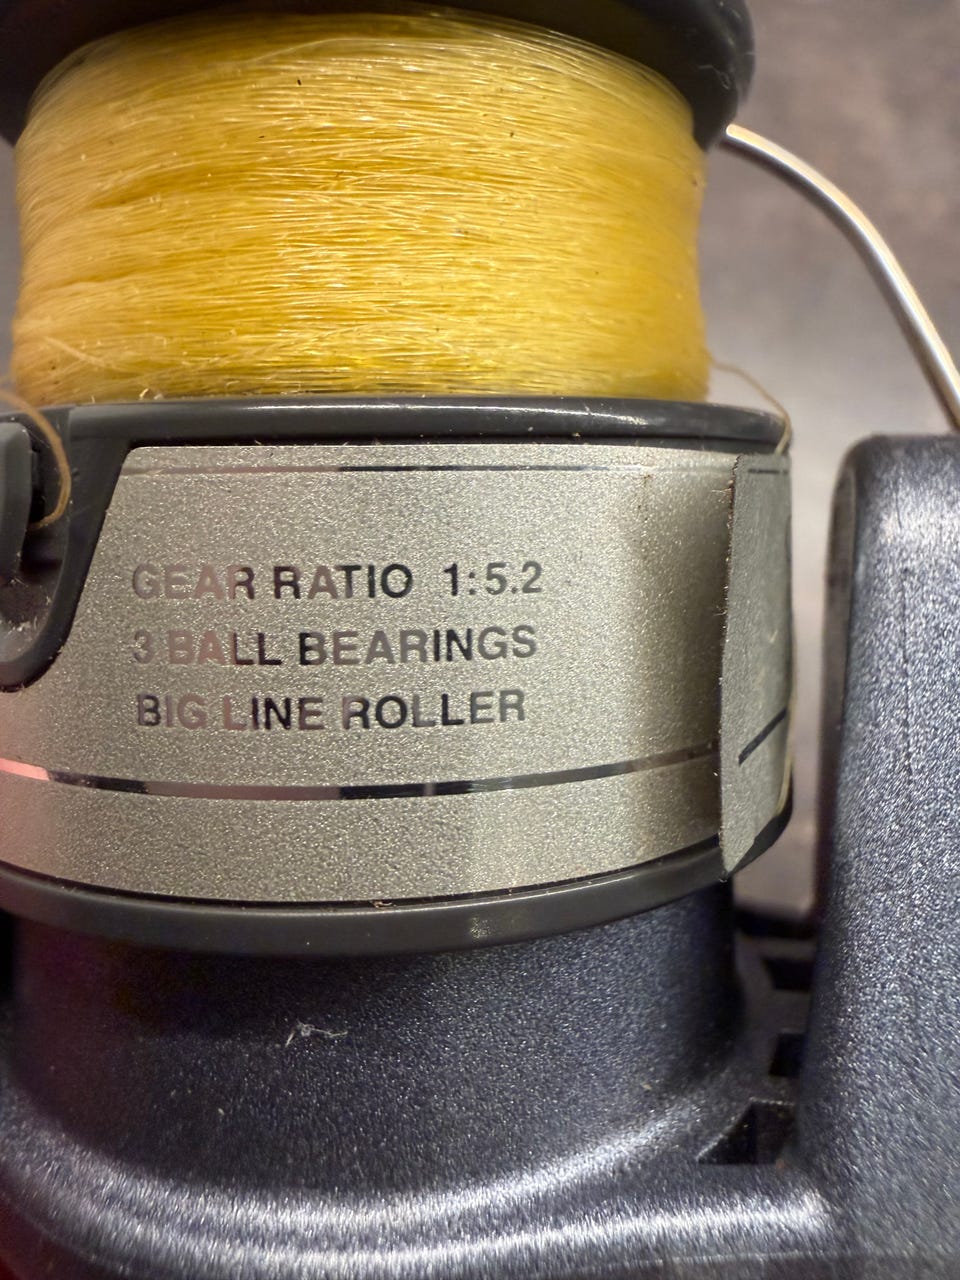 GEAR RATIO 1:5.2
3 BALL BEARINGS
BIG LINE ROLLER